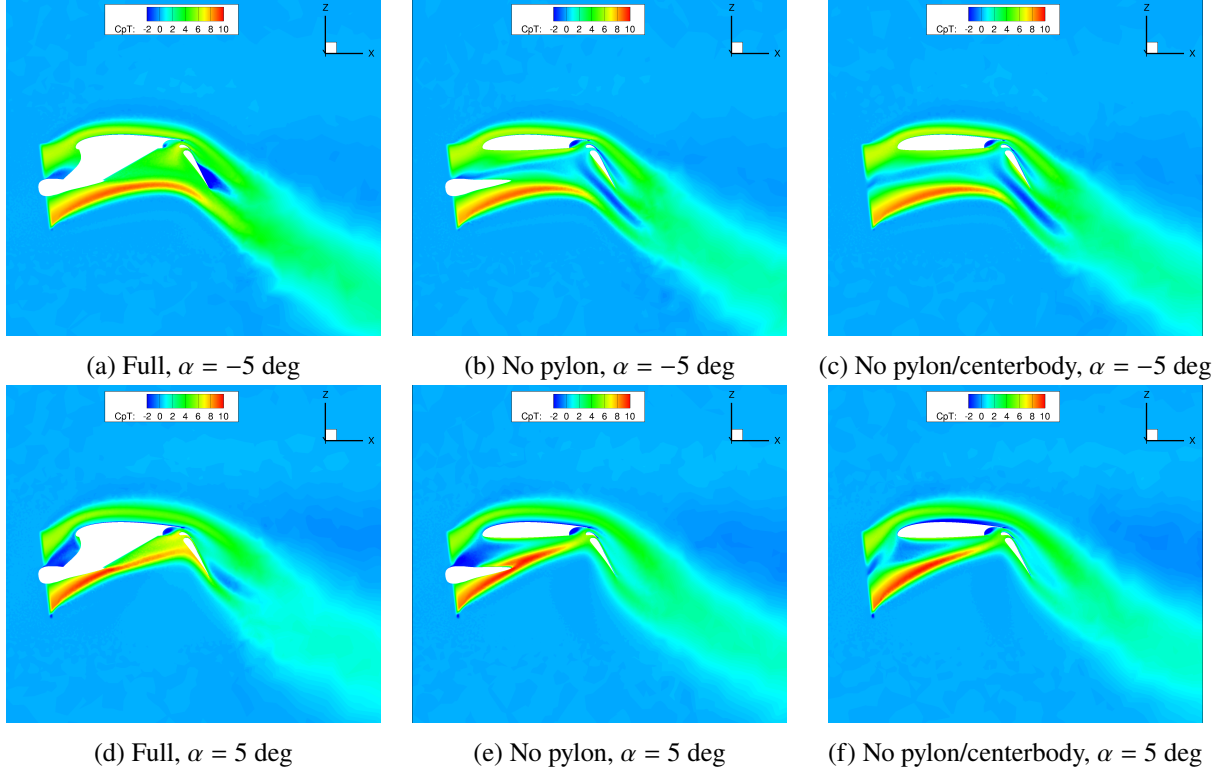 CpT: -2 0 2 4 6 8 10
Z
X
CpT: -2 0 2 4 6 8 10
Z
X
CpT: -2 0 2 4 6 8 10
Z
X
(a) Full, α = −5 deg
(b) No pylon, α = −5 deg
(c) No pylon/centerbody, α = −5 deg
CpT: -2 0 2 4 6 8 10
Z
X
CpT: -2 0 2 4 6 8 10
Z
X
CpT: -2 0 2 4 6 8 10
Z
X
(d) Full, α = 5 deg
(e) No pylon, α = 5 deg
(f) No pylon/centerbody, α = 5 deg